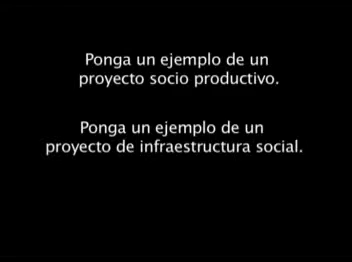 Ponga un ejemplo de un
proyecto socio productivo.
Ponga un ejemplo de un
proyecto de infraestructura social.